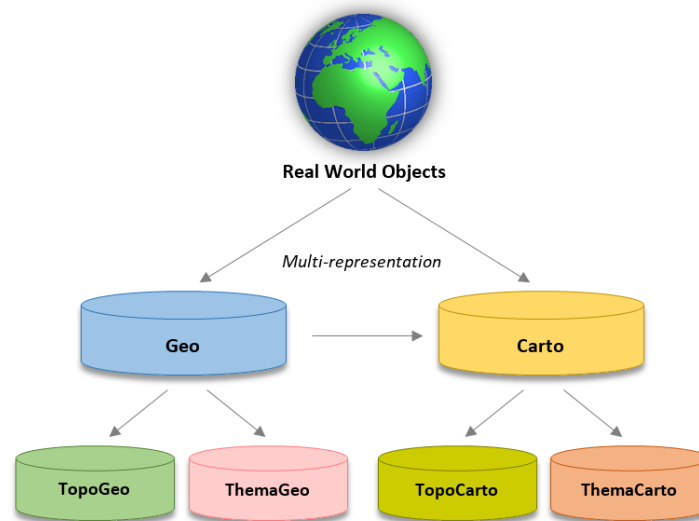 Real World Objects
Multi-representation
Geo
Carto
TopoGeo
ThemaGeo
TopoCarto
ThemaCarto